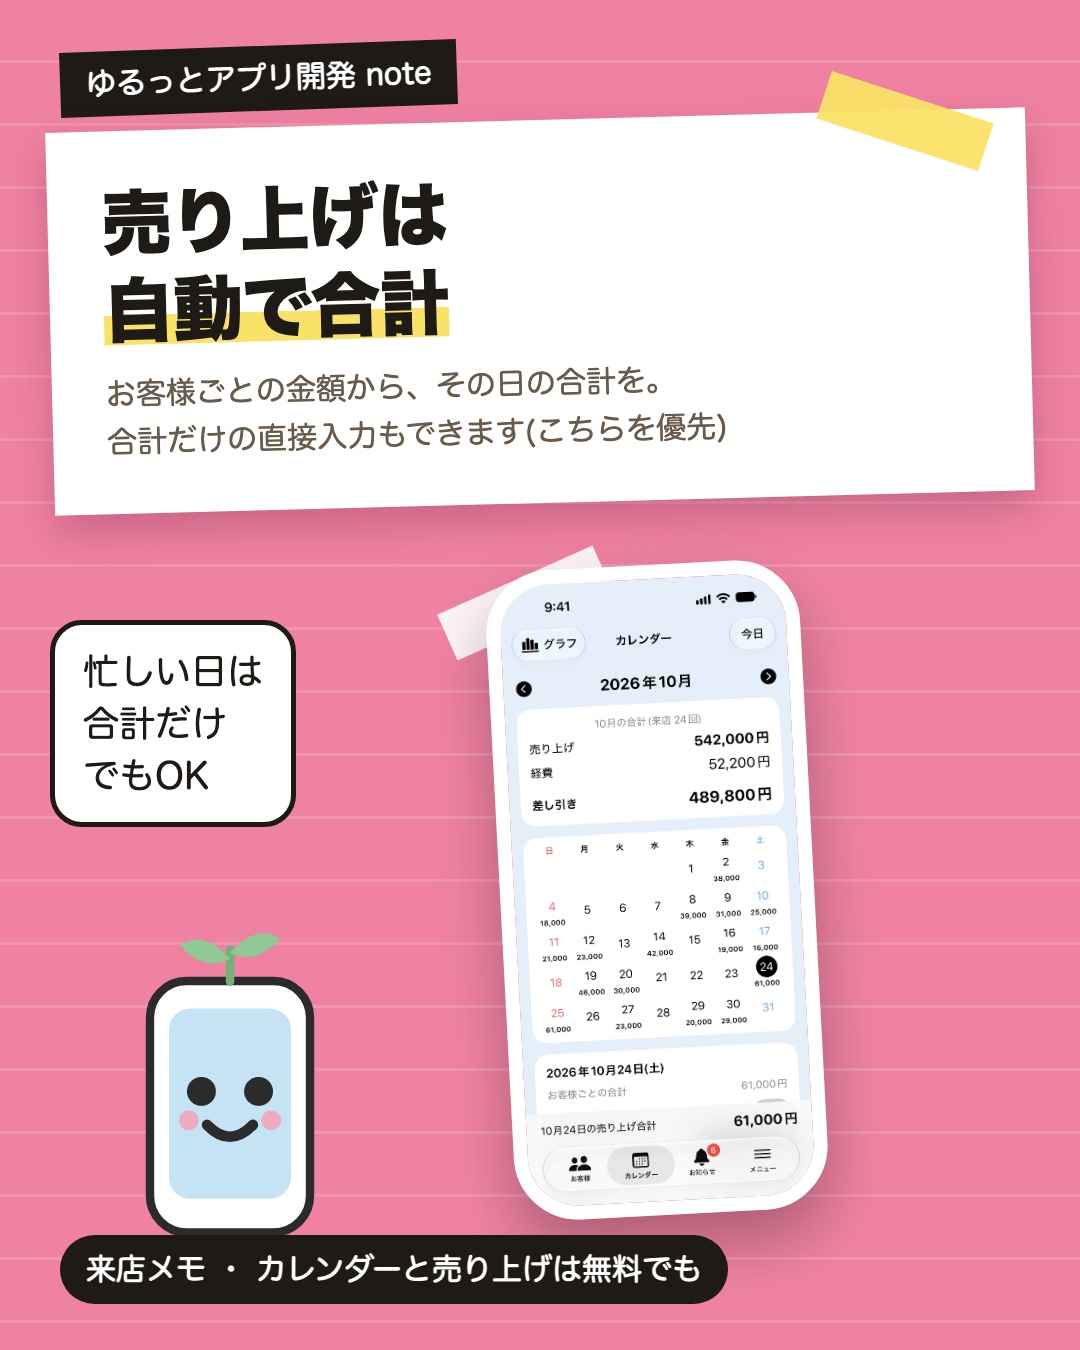 ゆるっとアプリ開発 note
売り上げは
自動で合計
お客様ごとの金額から、その日の合計を。
合計だけの直接入力もできます(こちらを優先)
忙しい日は
合計だけ
でもOK
9:41
グラフ カレンダー 今日
2026年10月
10月の合計(来店 24回)
売り上げ 542,000円
経費 52,200円
差し引き 489,800円
日 月 火 水 木 金 土
1 2 3
38,000
4 5 6 7 8 9 10
18,000 39,000 31,000 25,000
11 12 13 14 15 16 17
21,000 23,000 42,000 19,000 16,000
18 19 20 21 22 23 24
46,000 30,000 61,000
25 26 27 28 29 30 31
61,000 23,000 20,000 29,000
2026年10月24日(土)
お客様ごとの合計 61,000円
10月24日の売り上げ合計 61,000円
6
お客様 カレンダー お知らせ メニュー
来店メモ ・ カレンダーと売り上げは無料でも